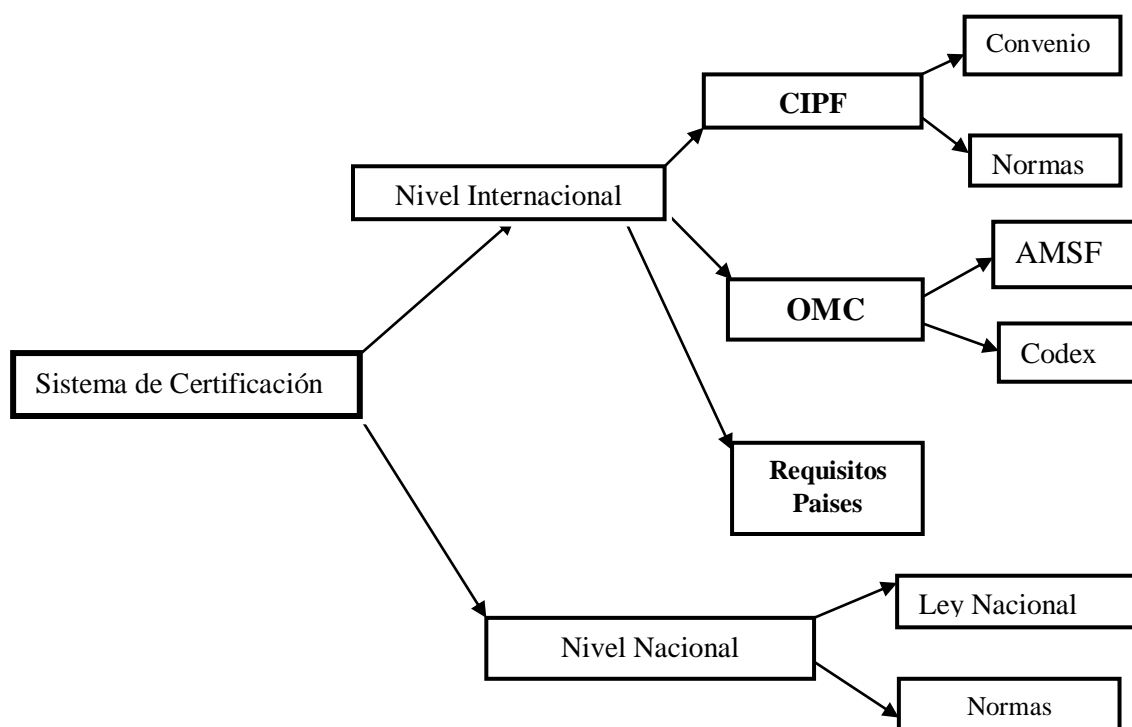 Convenio
CIPF
Normas
Nivel Internacional
AMSF
OMC
Codex
Sistema de Certificación
Requisitos
Paises
Ley Nacional
Nivel Nacional
Normas